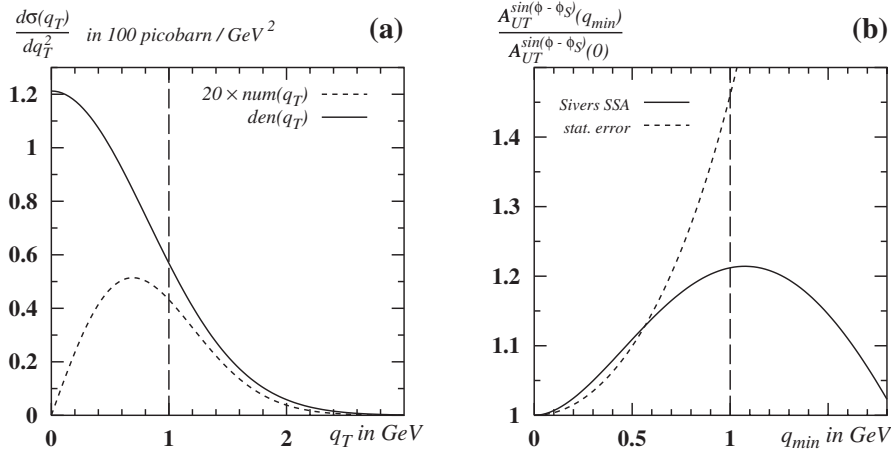 dσ(q_T)
dq_T^2
in 100 picobarn / GeV^2
(a)
20 × num(q_T)
den(q_T)
1.2
1
0.8
0.6
0.4
0.2
0
0
1
2
q_T in GeV
A_UT^sin(ϕ - ϕ_S)(q_min)
A_UT^sin(ϕ - ϕ_S)(0)
(b)
Sivers SSA
stat. error
1.4
1.3
1.2
1.1
1
0
0.5
1
q_min in GeV